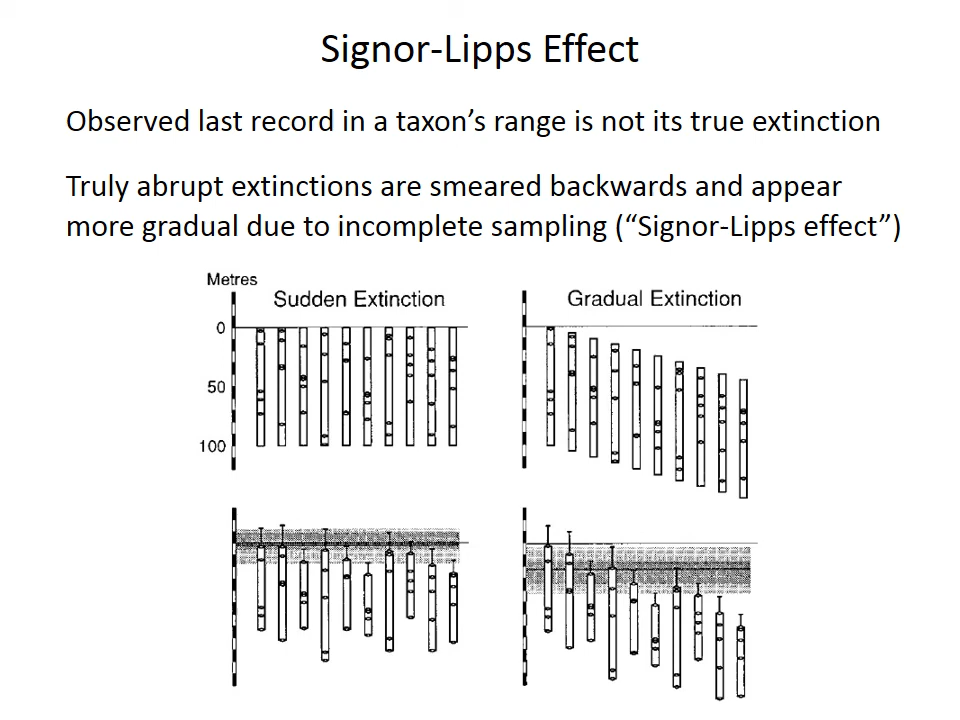 Signor-Lipps Effect
Observed last record in a taxon’s range is not its true extinction
Truly abrupt extinctions are smeared backwards and appear
more gradual due to incomplete sampling (“Signor-Lipps effect”)
Metres
Sudden Extinction
Gradual Extinction
0
50
100